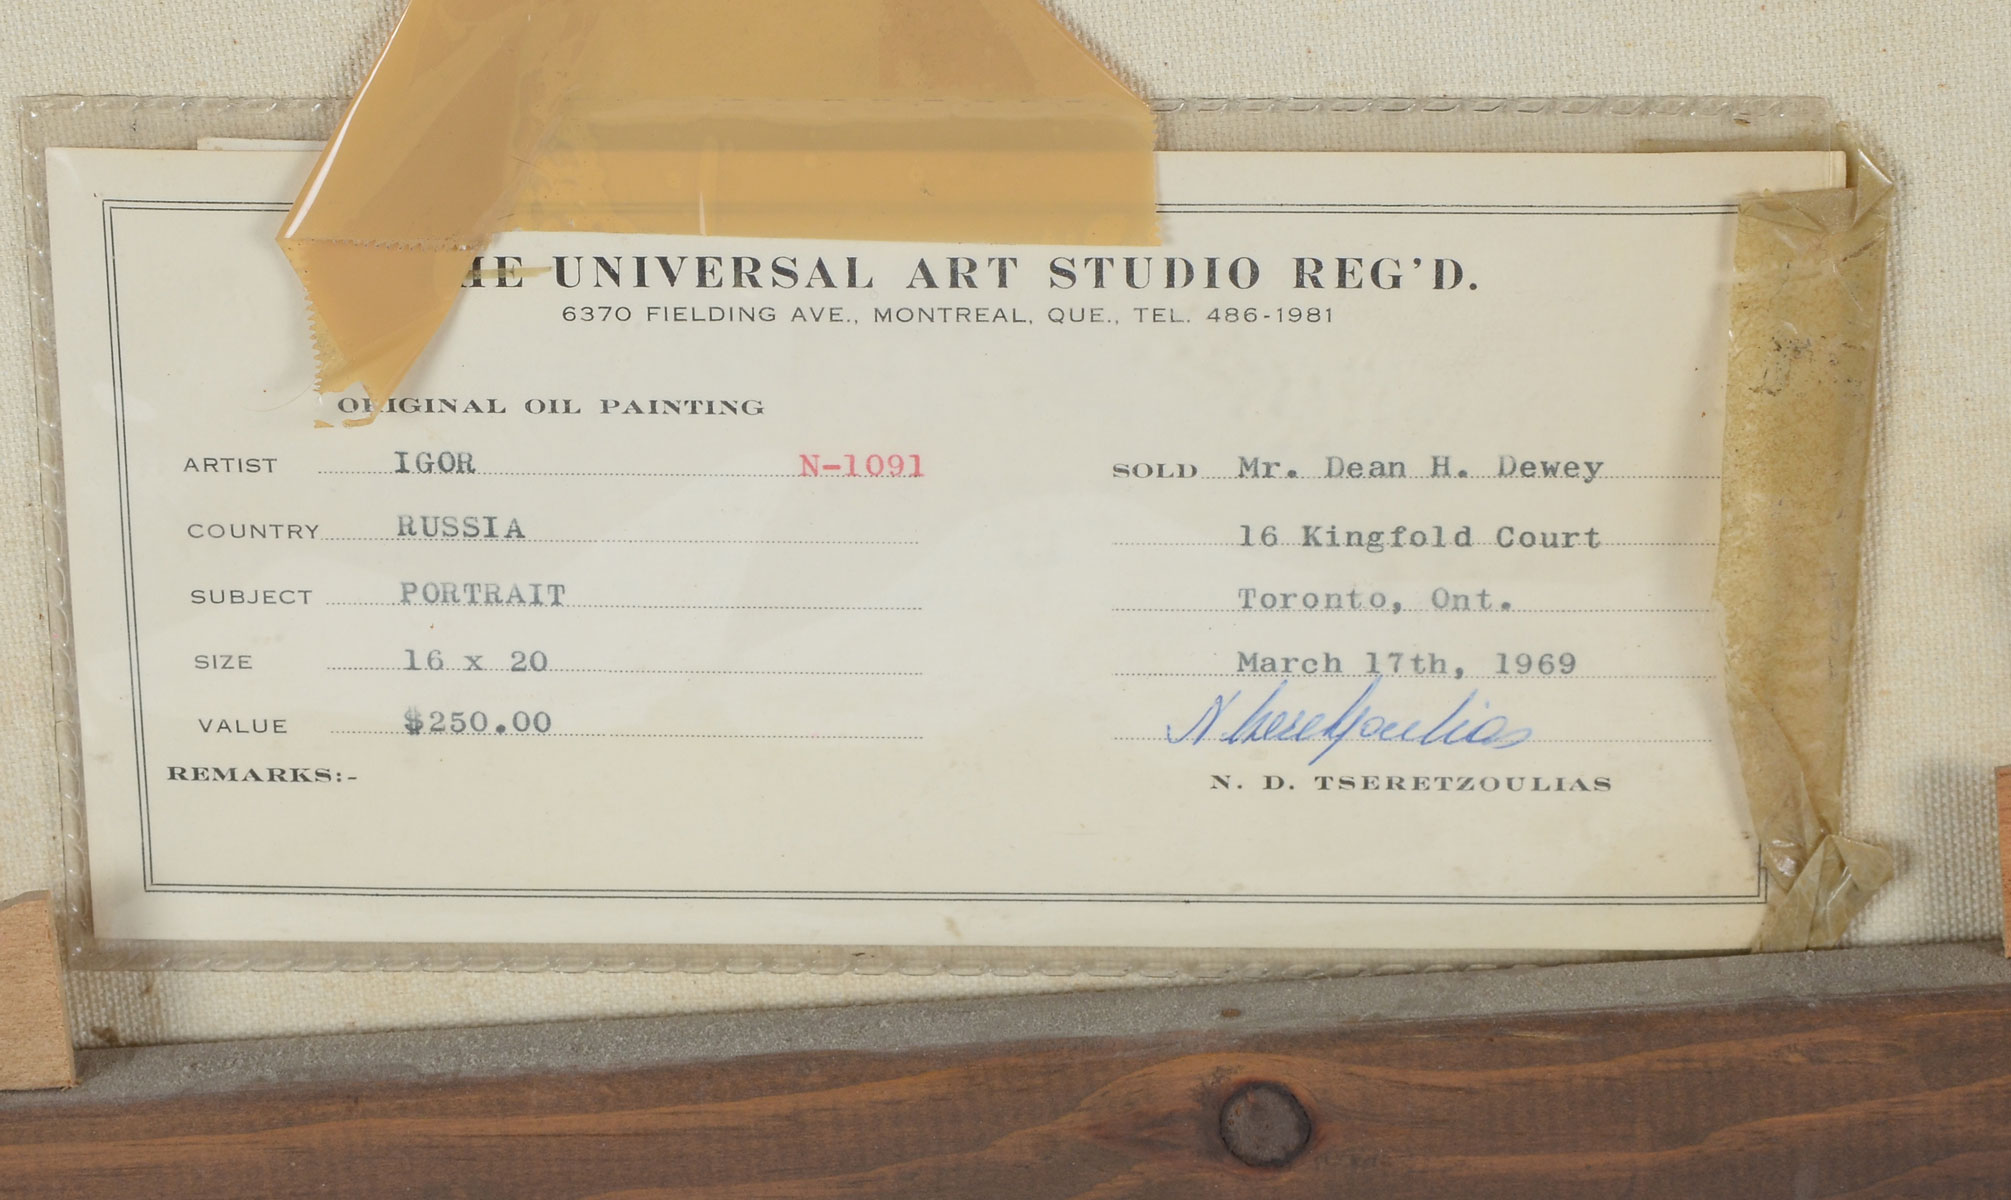 THE UNIVERSAL ART STUDIO REG'D.
6370 FIELDING AVE., MONTREAL, QUE., TEL. 486-1981
ORIGINAL OIL PAINTING
ARTIST IGOR N-1091
COUNTRY RUSSIA
SUBJECT PORTRAIT
SIZE 16 x 20
VALUE $250.00
REMARKS:-
SOLD Mr. Dean H. Dewey
16 Kingfold Court
Toronto, Ont.
March 17th, 1969
N Tseretzoulias
N. D. TSERETZOULIAS